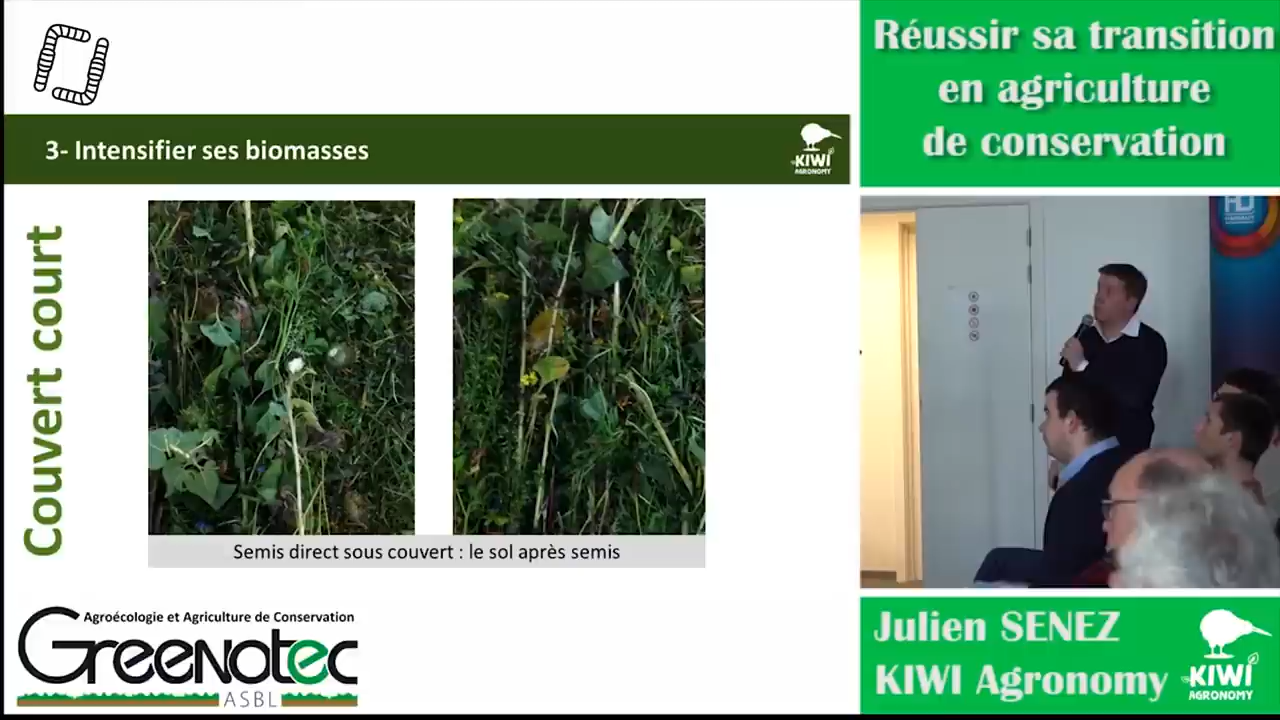 3- Intensifier ses biomasses
KIWI
AGRONOMY
Couvert court
Semis direct sous couvert : le sol après semis
Agroécologie et Agriculture de Conservation
Greenotec
ASBL
Réussir sa transition
en agriculture
de conservation
Julien SENEZ
KIWI Agronomy
KIWI
AGRONOMY